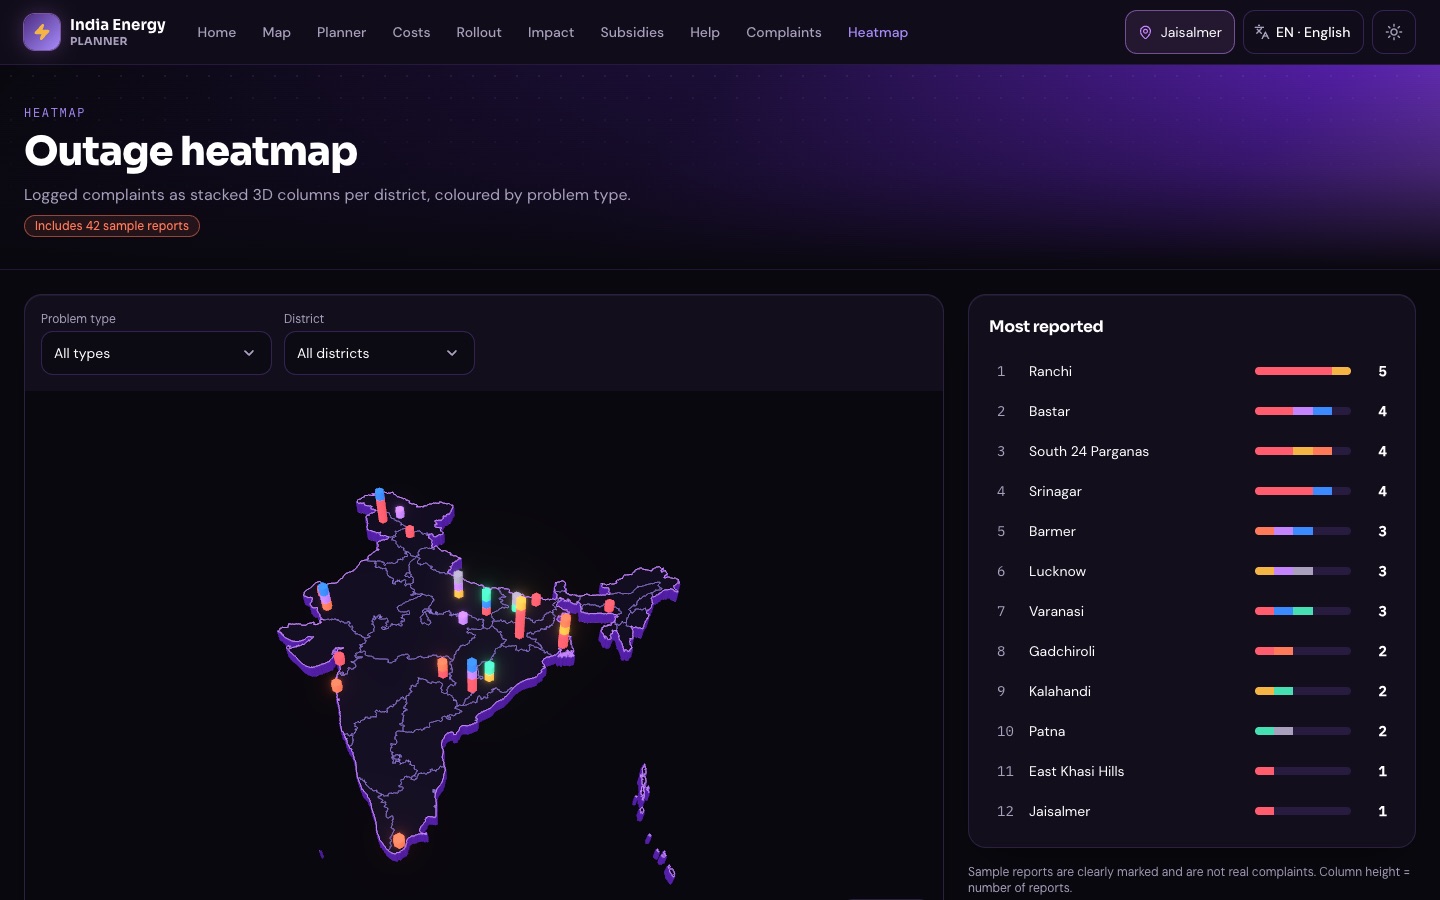 India Energy
PLANNER
Home
Map
Planner
Costs
Rollout
Impact
Subsidies
Help
Complaints
Heatmap
Jaisalmer
EN · English
HEATMAP
Outage heatmap
Logged complaints as stacked 3D columns per district, coloured by problem type.
Includes 42 sample reports
Problem type
District
All types
All districts
Most reported
1 Ranchi 5
2 Bastar 4
3 South 24 Parganas 4
4 Srinagar 4
5 Barmer 3
6 Lucknow 3
7 Varanasi 3
8 Gadchiroli 2
9 Kalahandi 2
10 Patna 2
11 East Khasi Hills 1
12 Jaisalmer 1
Sample reports are clearly marked and are not real complaints. Column height =
number of reports.